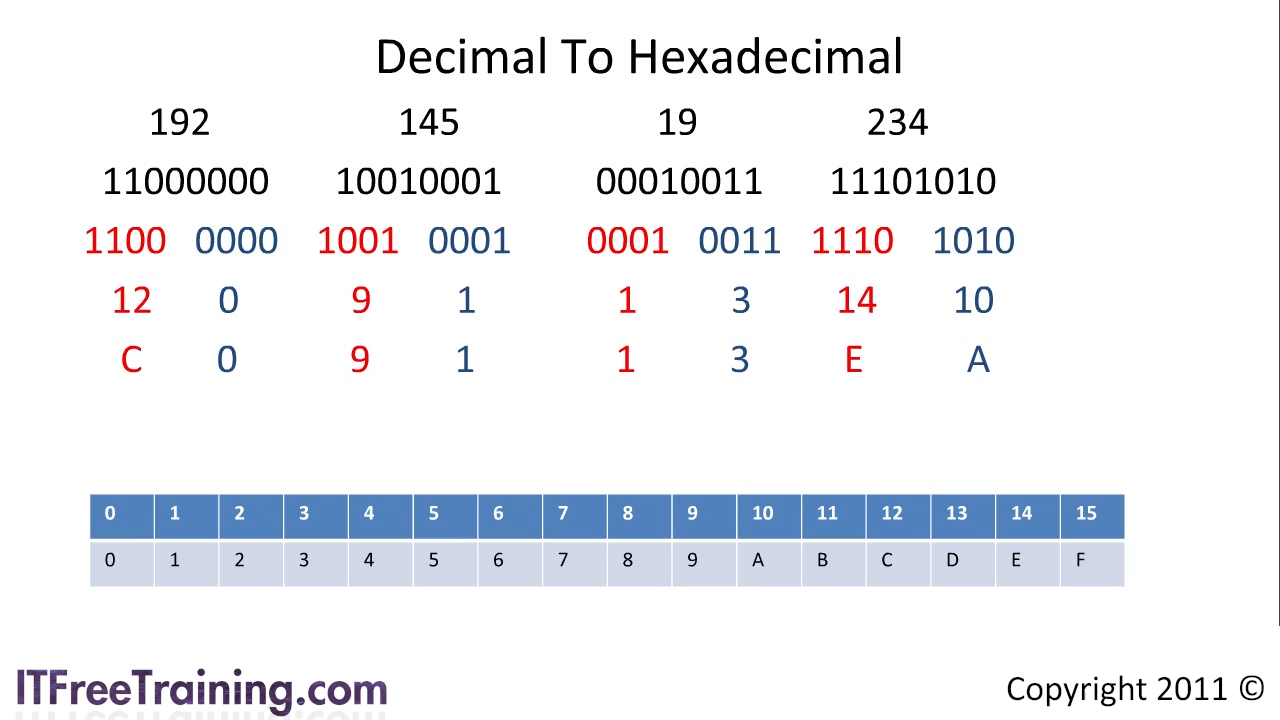 Decimal To Hexadecimal
192 145 19 234
11000000 10010001 00010011 11101010
1100 0000 1001 0001 0001 0011 1110 1010
12 0 9 1 1 3 14 10
C 0 9 1 1 3 E A
0 1 2 3 4 5 6 7 8 9 10 11 12 13 14 15
0 1 2 3 4 5 6 7 8 9 A B C D E F
ITFreeTraining.com
Copyright 2011 ©